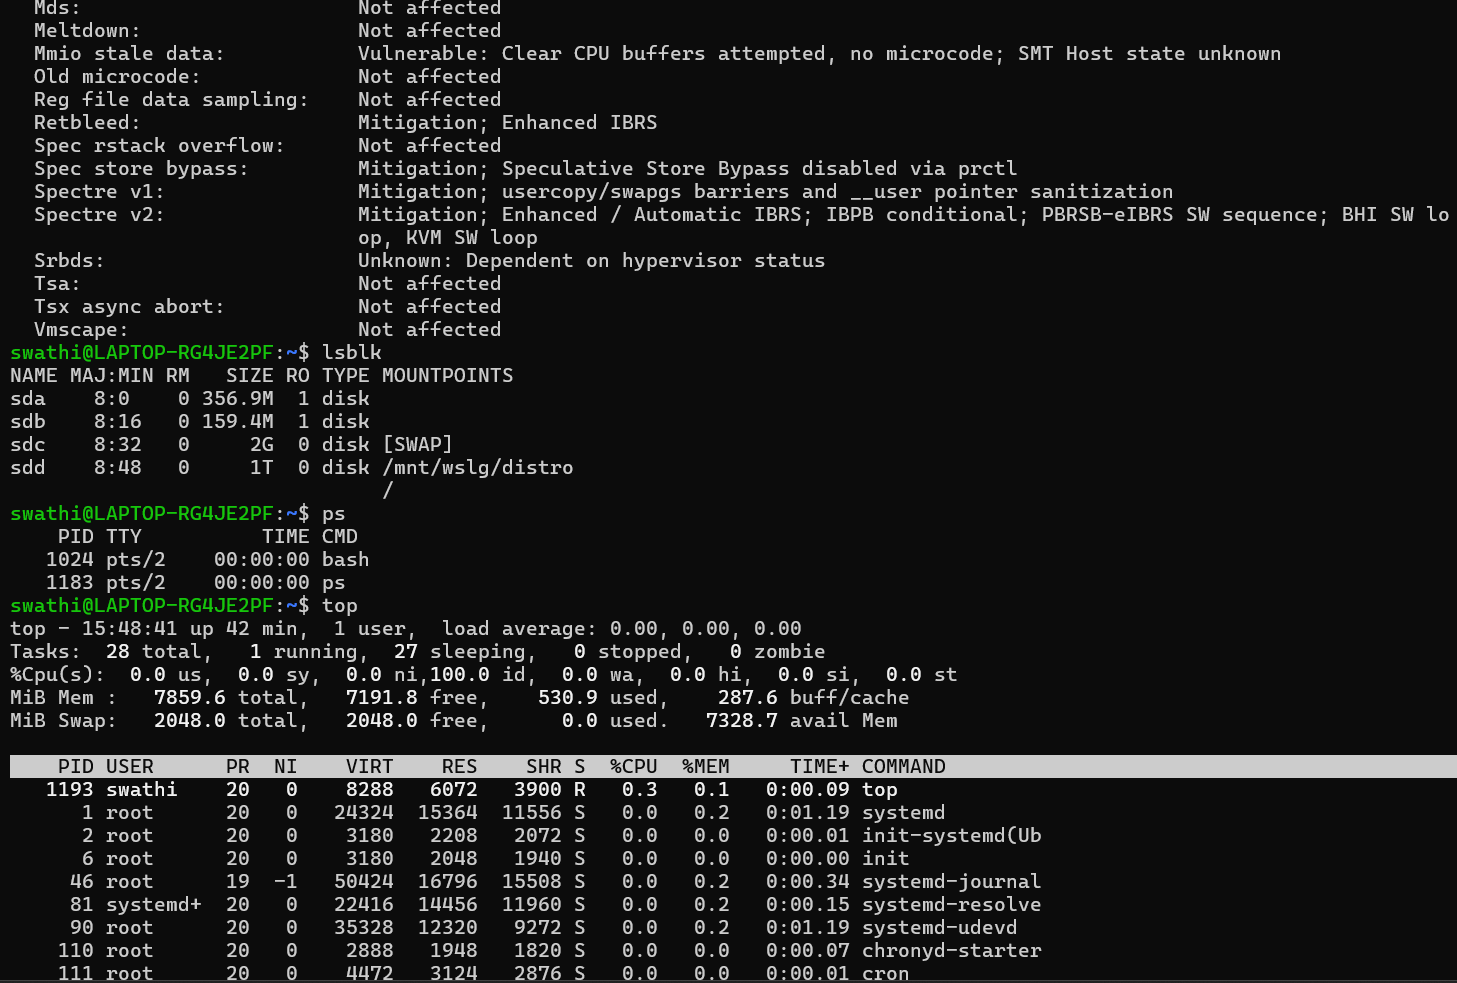 Mds:                       Not affected
Meltdown:                  Not affected
Mmio stale data:           Vulnerable: Clear CPU buffers attempted, no microcode; SMT Host state unknown
Old microcode:             Not affected
Reg file data sampling:    Not affected
Retbleed:                  Mitigation; Enhanced IBRS
Spec rstack overflow:      Not affected
Spec store bypass:         Mitigation; Speculative Store Bypass disabled via prctl
Spectre v1:                Mitigation; usercopy/swapgs barriers and __user pointer sanitization
Spectre v2:                Mitigation; Enhanced / Automatic IBRS; IBPB conditional; PBRSB-eIBRS SW sequence; BHI SW lo
                           op, KVM SW loop
Srbds:                     Unknown: Dependent on hypervisor status
Tsa:                       Not affected
Tsx async abort:           Not affected
Vmscape:                   Not affected
swathi@LAPTOP-RG4JE2PF:~$ lsblk
NAME MAJ:MIN RM   SIZE RO TYPE MOUNTPOINTS
sda    8:0    0 356.9M  1 disk
sdb    8:16   0 159.4M  1 disk
sdc    8:32   0     2G  0 disk [SWAP]
sdd    8:48   0     1T  0 disk /mnt/wslg/distro
                               /
swathi@LAPTOP-RG4JE2PF:~$ ps
    PID TTY          TIME CMD
   1024 pts/2    00:00:00 bash
   1183 pts/2    00:00:00 ps
swathi@LAPTOP-RG4JE2PF:~$ top
top - 15:48:41 up 42 min,  1 user,  load average: 0.00, 0.00, 0.00
Tasks:  28 total,   1 running,  27 sleeping,   0 stopped,   0 zombie
%Cpu(s):  0.0 us,  0.0 sy,  0.0 ni,100.0 id,  0.0 wa,  0.0 hi,  0.0 si,  0.0 st
MiB Mem :   7859.6 total,   7191.8 free,    530.9 used,    287.6 buff/cache
MiB Swap:   2048.0 total,   2048.0 free,      0.0 used.   7328.7 avail Mem
    PID USER      PR  NI    VIRT    RES    SHR S  %CPU  %MEM     TIME+ COMMAND
   1193 swathi    20   0    8288   6072   3900 R   0.3   0.1   0:00.09 top
      1 root      20   0   24324  15364  11556 S   0.0   0.2   0:01.19 systemd
      2 root      20   0    3180   2208   2072 S   0.0   0.0   0:00.01 init-systemd(Ub
      6 root      20   0    3180   2048   1940 S   0.0   0.0   0:00.00 init
     46 root      19  -1   50424  16796  15508 S   0.0   0.2   0:00.34 systemd-journal
     81 systemd+  20   0   22416  14456  11960 S   0.0   0.2   0:00.15 systemd-resolve
     90 root      20   0   35328  12320   9272 S   0.0   0.2   0:01.19 systemd-udevd
    110 root      20   0    2888   1948   1820 S   0.0   0.0   0:00.07 chronyd-starter
    111 root      20   0    4472   3124   2876 S   0.0   0.0   0:00.01 cron